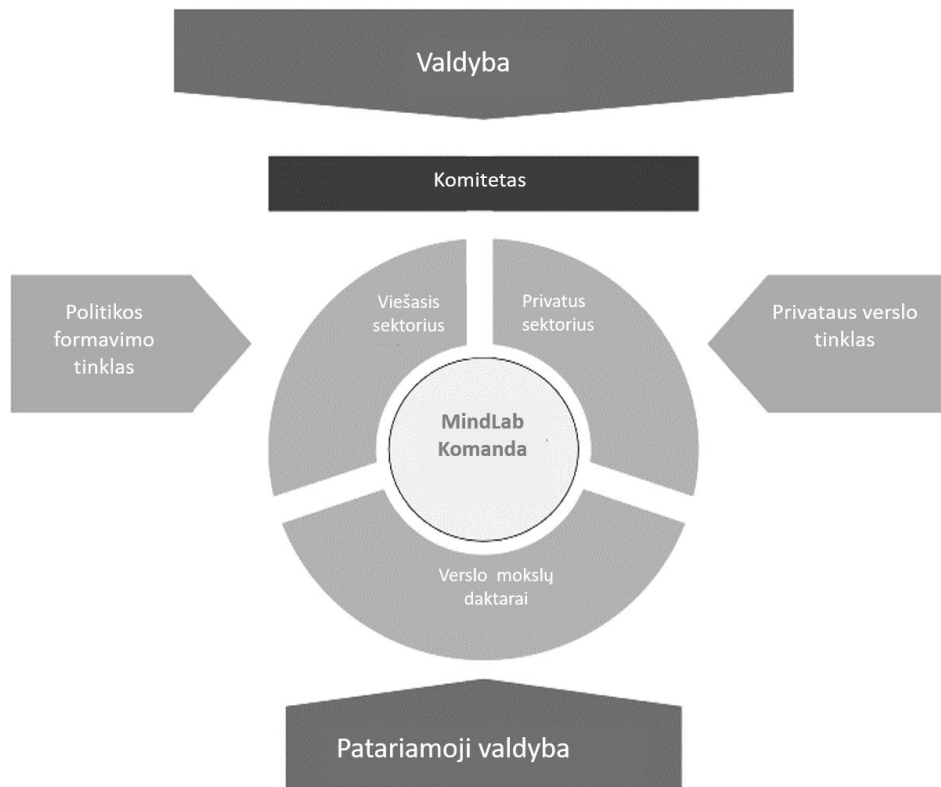 Valdyba
Komitetas
Politikos
formavimo
tinklas
Viešasis
sektorius
Privatus
sektorius
Privataus verslo
tinklas
MindLab
Komanda
Verslo mokslų
daktarai
Patariamoji valdyba